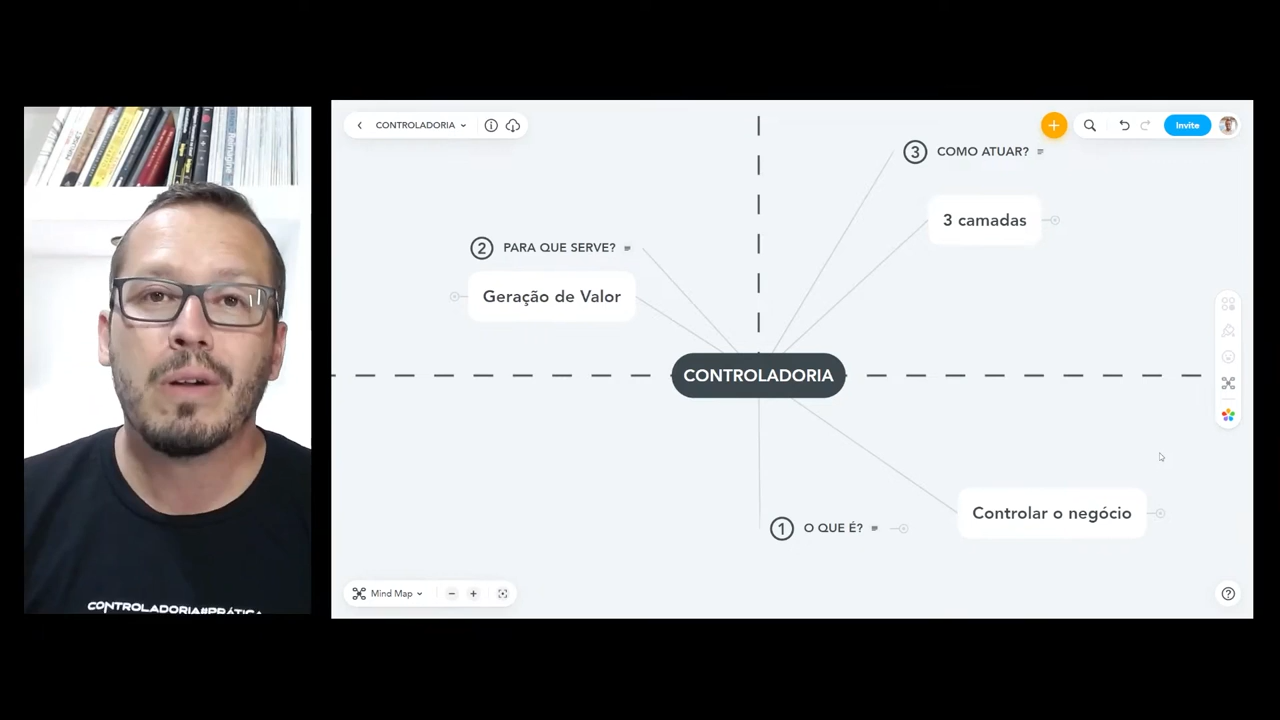 CONTROLADORIA
Invite
3 COMO ATUAR?
3 camadas
2 PARA QUE SERVE?
Geração de Valor
CONTROLADORIA
Controlar o negócio
1 O QUE É?
Mind Map
CONTROLADORIA#PRÁTICA